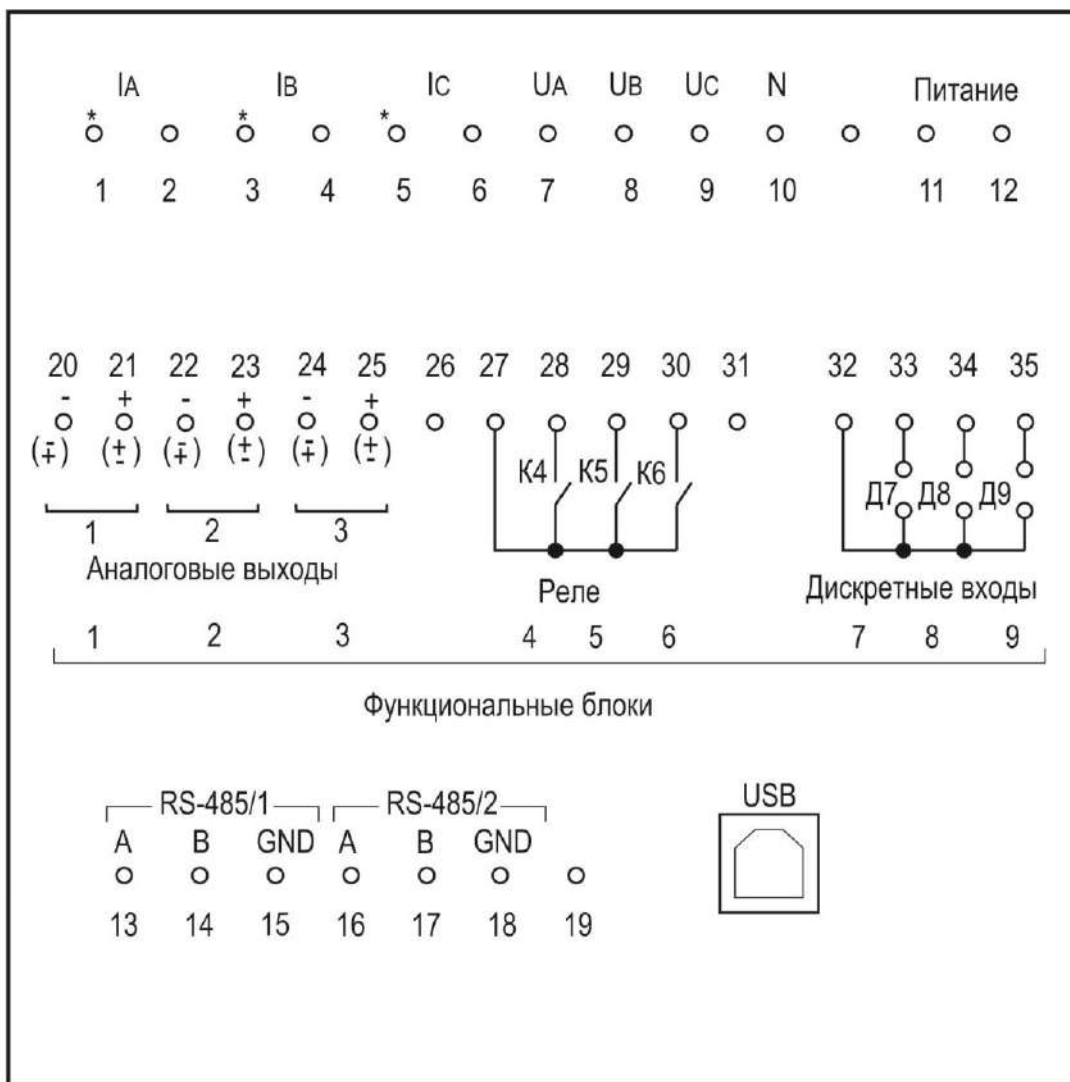 IA IB IC UA UB UC N Питание
* * *
1 2 3 4 5 6 7 8 9 10 11 12
20 21 22 23 24 25 26 27 28 29 30 31 32 33 34 35
- + - + - +
(-+) (+-) (-+) (+-) (-+) (+-)
К4 К5 К6 Д7 Д8 Д9
1 2 3
Аналоговые выходы Реле Дискретные входы
1 2 3 4 5 6 7 8 9
Функциональные блоки
RS-485/1 RS-485/2 USB
A B GND A B GND
13 14 15 16 17 18 19